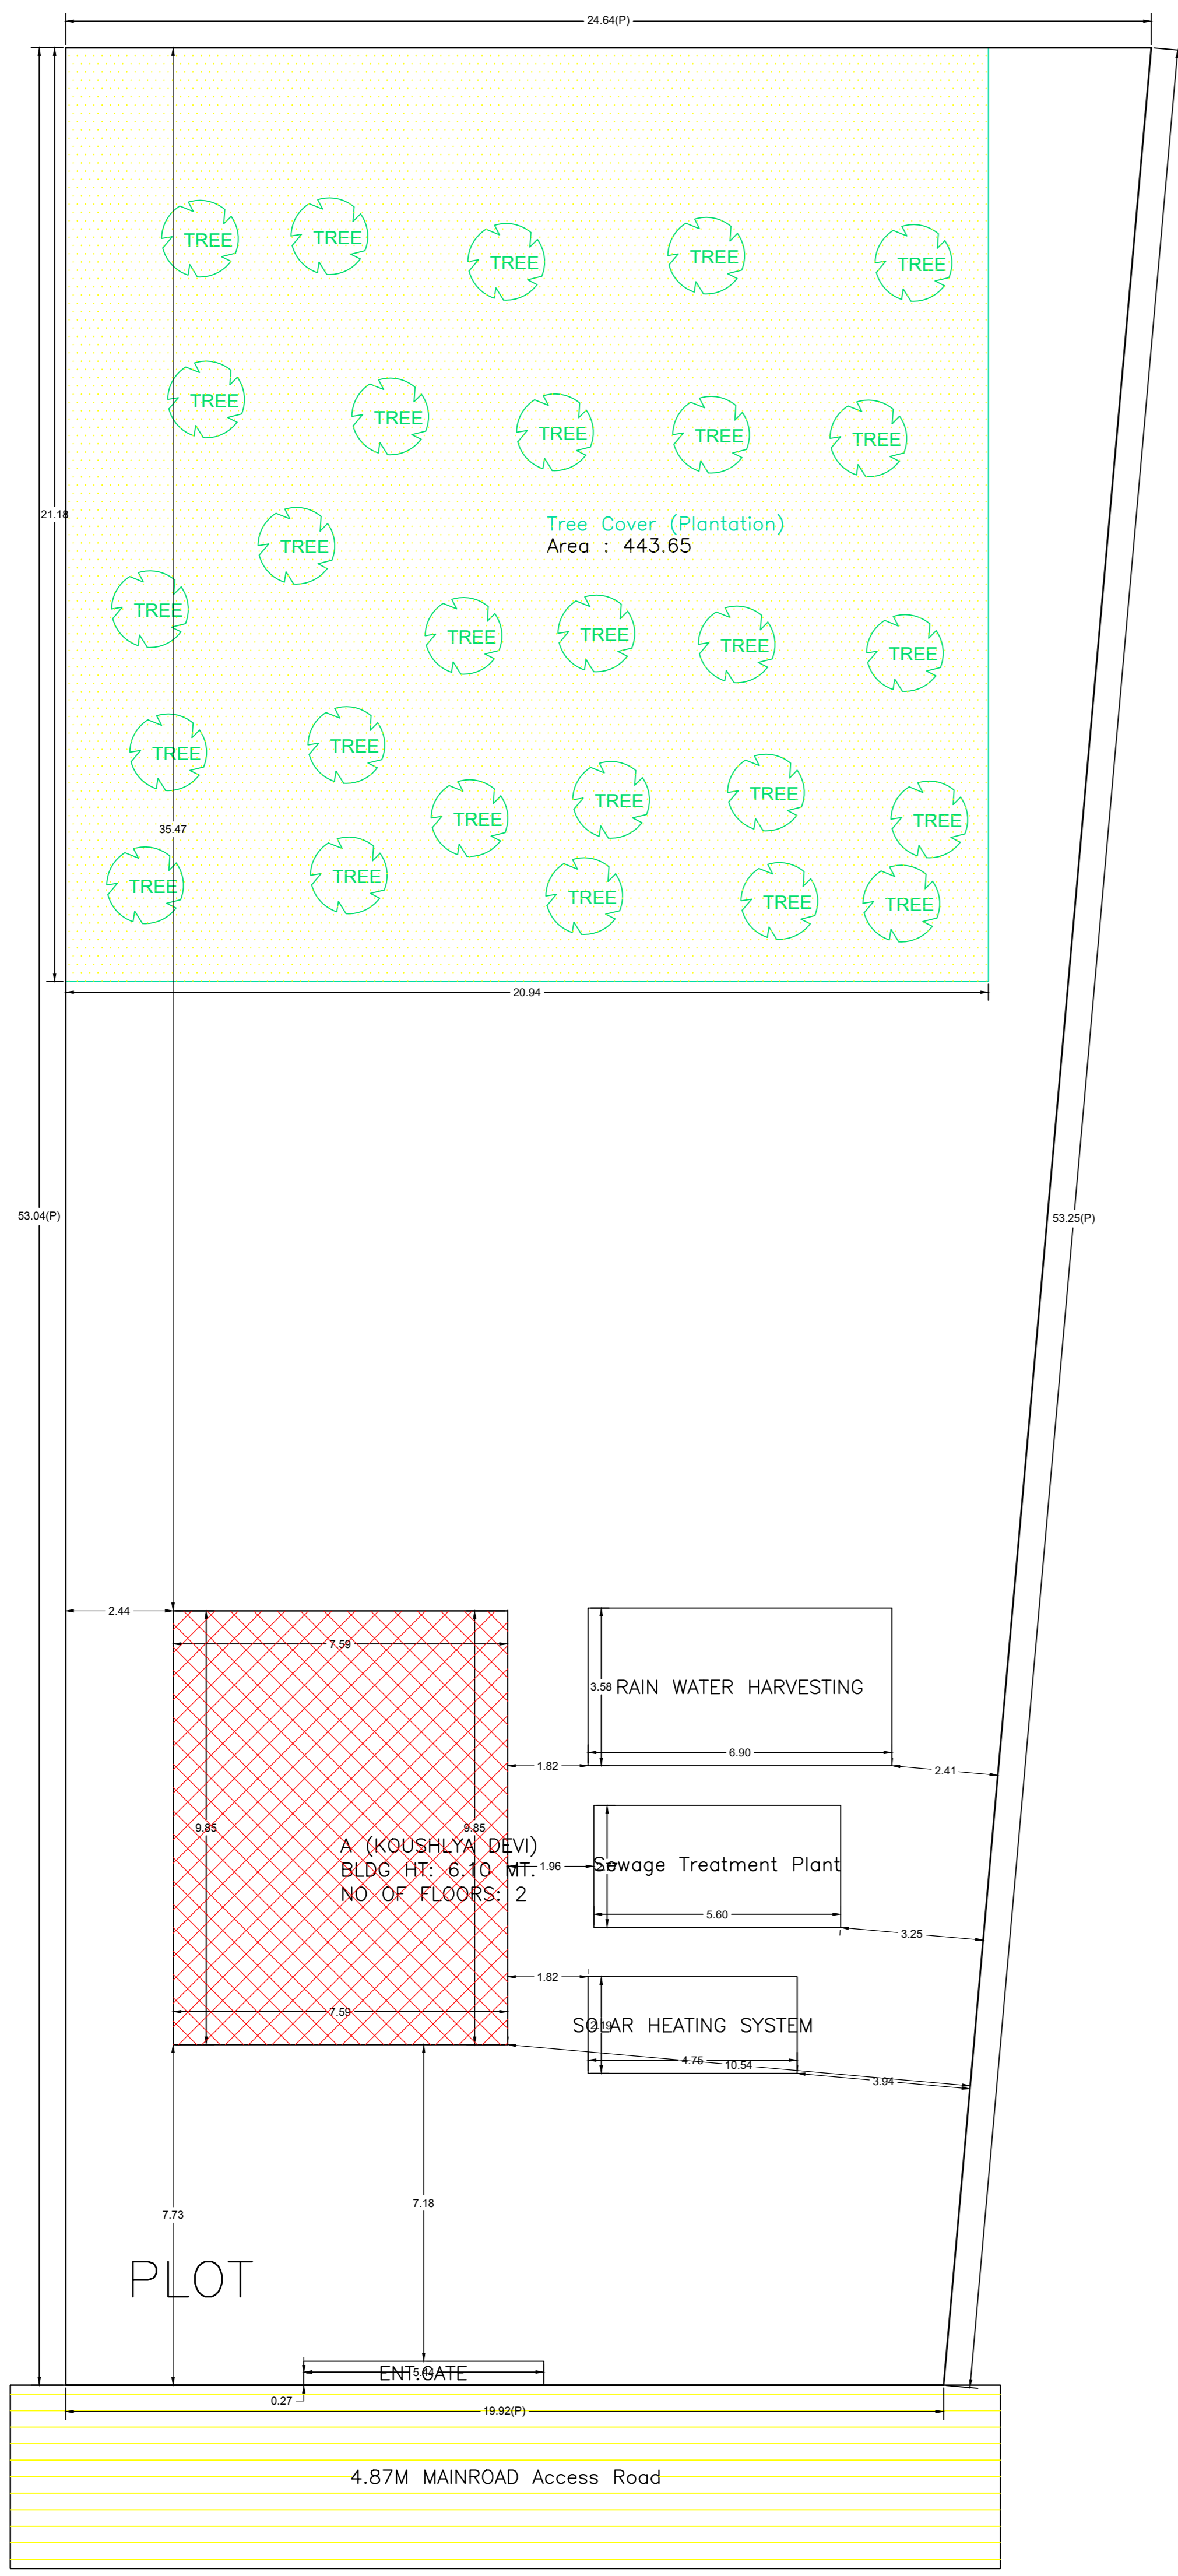 24.64(P)
TREE
TREE
TREE
TREE
TREE
TREE
TREE
TREE
TREE
TREE
21.18
Tree Cover (Plantation)
Area : 443.65
TREE
TREE
TREE
TREE
TREE
TREE
TREE
TREE
TREE
TREE
TREE
TREE
35.47
TREE
TREE
TREE
TREE
TREE
20.94
53.04(P)
53.25(P)
2.44
7.59
3.58
RAIN WATER HARVESTING
6.90
1.82
2.41
9.85
9.85
A (KOUSHLYA DEVI)
BLDG HT: 6.10 MT.
NO OF FLOORS: 2
1.96
Sewage Treatment Plant
5.60
3.25
1.82
7.59
2.19
SOLAR HEATING SYSTEM
4.75
10.54
3.94
7.73
7.18
PLOT
ENT.GATE
0.27
19.92(P)
4.87M MAINROAD Access Road